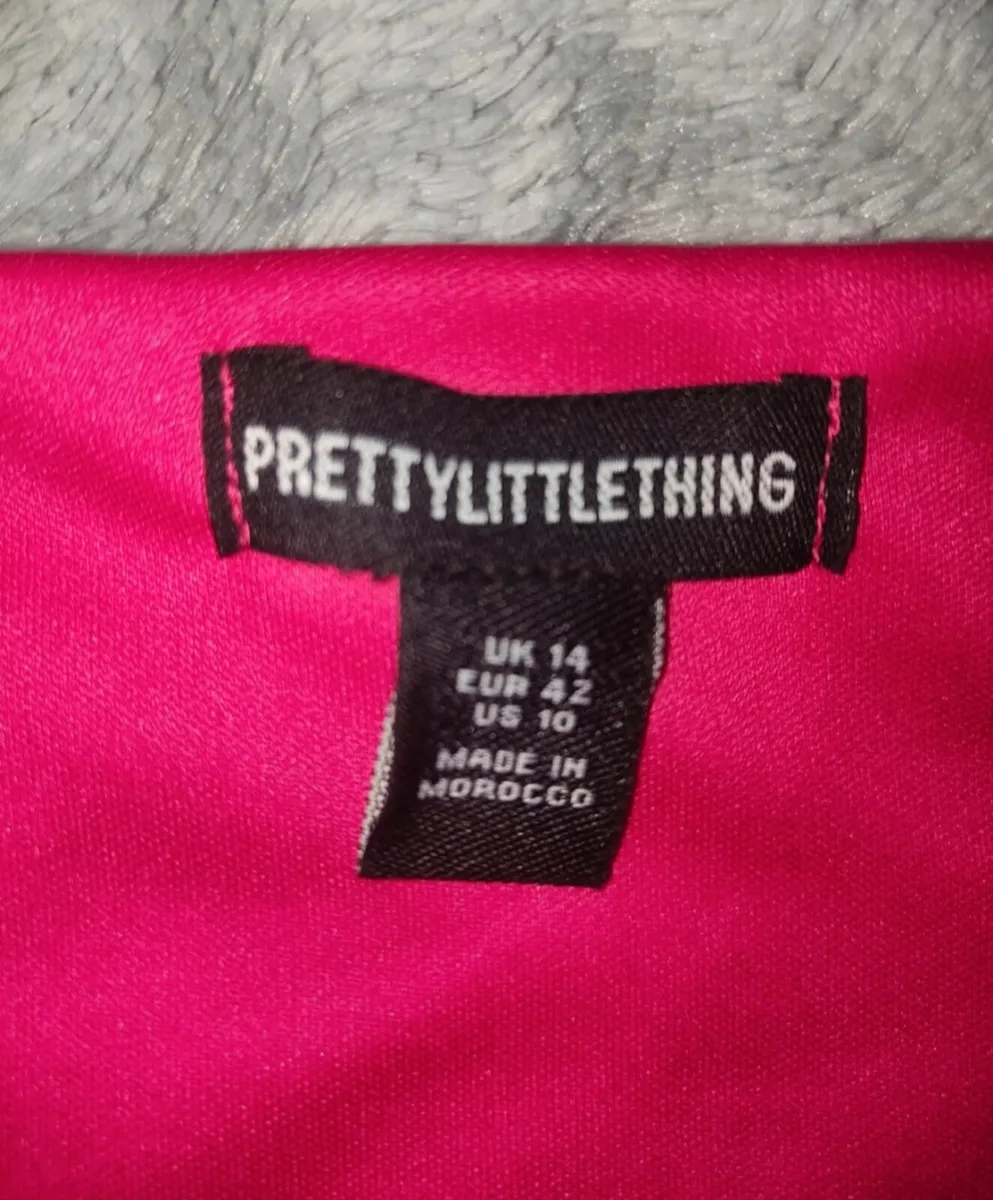 PRETTYLITTLETHING
UK 14
EUR 42
US 10
MADE IN
MOROCCO